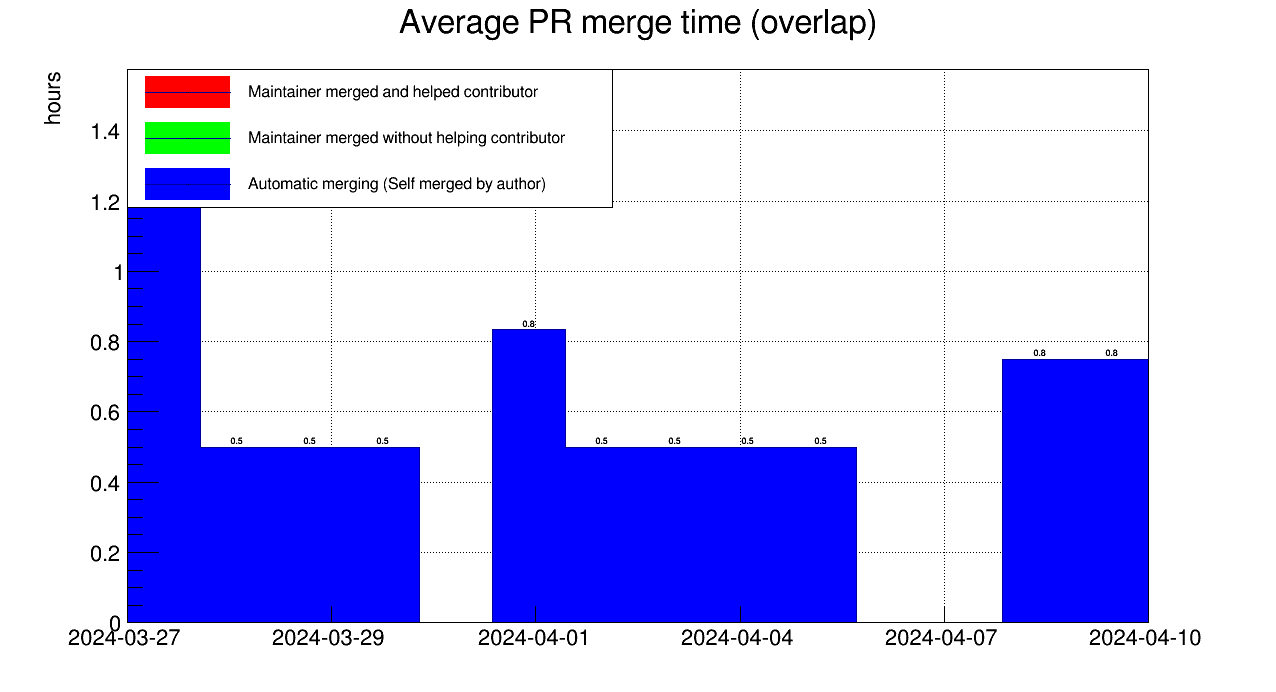 Average PR merge time (overlap)
hours
Maintainer merged and helped contributor
Maintainer merged without helping contributor
Automatic merging (Self merged by author)
1.4
1.2
1
0.8
0.6
0.4
0.2
0
0.5 0.5 0.5 0.8 0.5 0.5 0.5 0.5 0.8 0.8
2024-03-27 2024-03-29 2024-04-01 2024-04-04 2024-04-07 2024-04-10